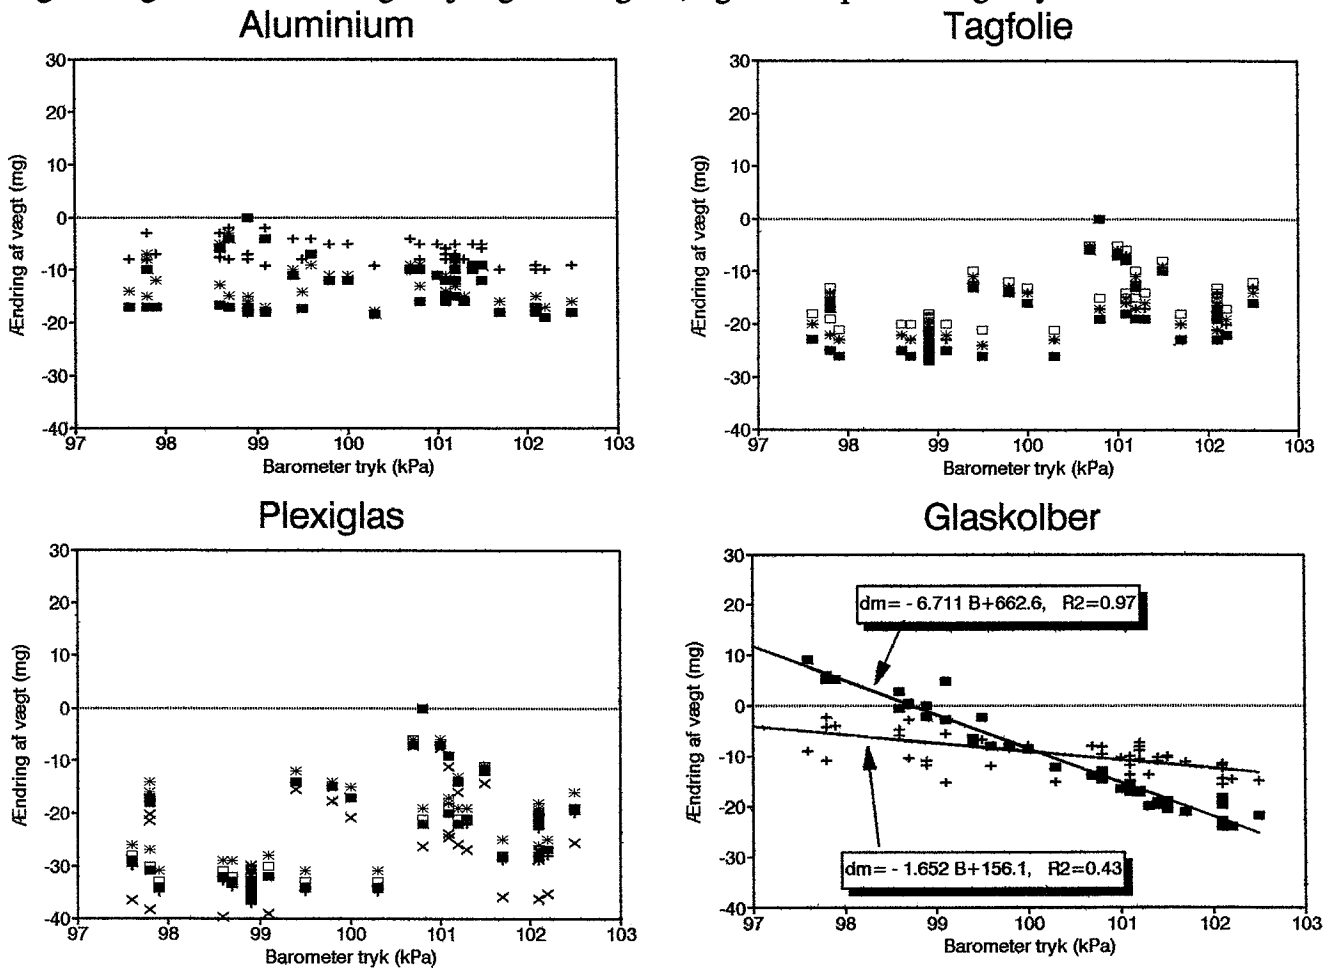 Aluminium
30
20
10
0
-10
-20
-30
-40
97 98 99 100 101 102 103
Ændring af vægt (mg)
Barometer tryk (kPa)
Tagfolie
30
20
10
0
-10
-20
-30
-40
97 98 99 100 101 102 103
Ændring af vægt (mg)
Barometer tryk (kPa)
Plexiglas
30
20
10
0
-10
-20
-30
-40
97 98 99 100 101 102 103
Ændring af vægt (mg)
Barometer tryk (kPa)
Glaskolber
30
20
10
0
-10
-20
-30
-40
97 98 99 100 101 102 103
Ændring af vægt (mg)
Barometer tryk (kPa)
dm= - 6.711 B+662.6, R2=0.97
dm= - 1.652 B+156.1, R2=0.43